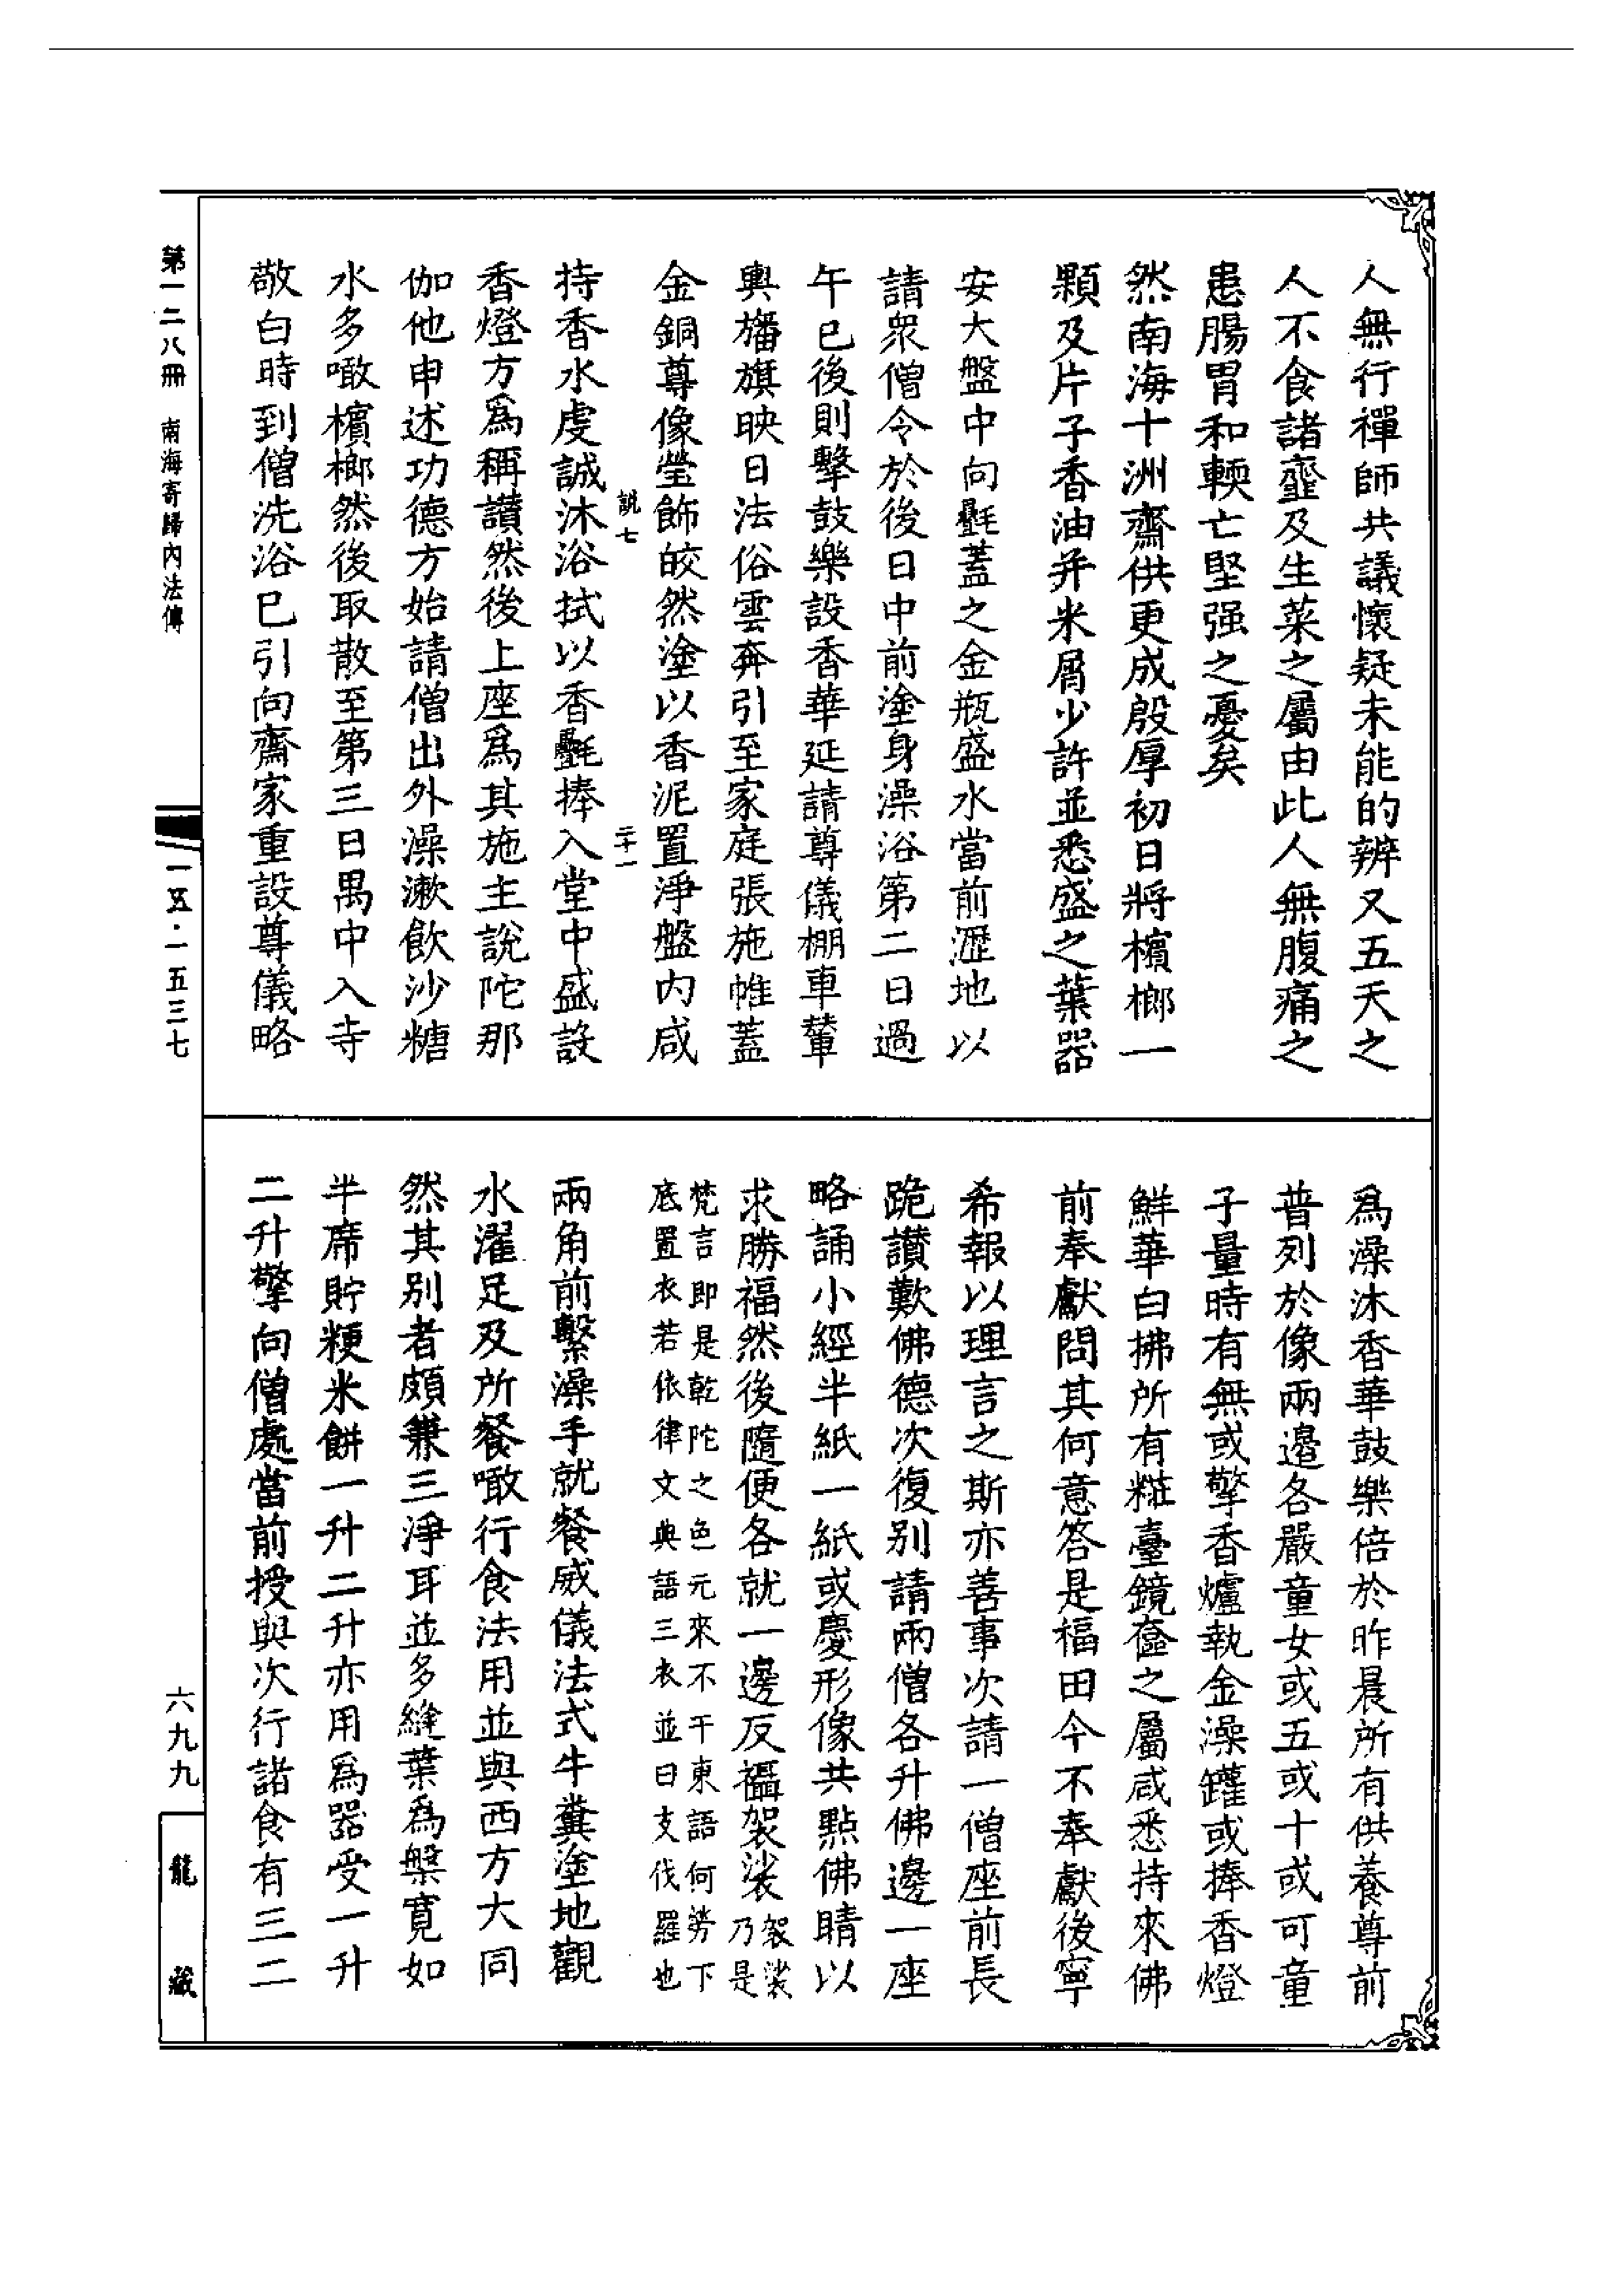 人無行禪師共議懷疑未能的辨又五天之
人不食諸虀及生菜之屬由此人無腹痛之
患腸胃和輭亡堅强之憂矣
然南海十洲齋供更成殷厚初日將檳榔一
顆及片子香油并米屑少許並悉盛之葉器
安大盤中向㲲蓋之金瓶盛水當前瀝地以
請衆僧令於後日中前塗身澡浴第二日過
午已後則擊鼓樂設香華延請尊儀棚車輦
輿旛旗映日法俗雲奔引至家庭張施帷蓋
金銅尊像瑩飾皎然塗以香泥置淨盤内咸
說七 二十一
持香水虔誠沐浴拭以香㲲捧入堂中盛設
香燈方爲稱讚然後上座爲其施主說陀那
伽他申述功德方始請僧出外澡漱飲沙糖
水多噉檳榔然後取散至第三日禺中入寺
敬白時到僧洗浴已引向齋家重設尊儀略
爲澡沐香華鼓樂倍於昨晨所有供養尊前
普列於像兩邊各嚴童女或五或十或可童
子量時有無或擎香爐執金澡鑵或捧香燈
鮮華白拂所有粧臺鏡奩之屬咸悉持來佛
前奉獻問其何意答是福田今不奉獻後寧
希報以理言之斯亦善事次請一僧座前長
跪讚歎佛德次復别請兩僧各升佛邊一座
略誦小經半紙一紙或慶形像共點佛睛以
求勝福然後隨便各就一邊反襵袈裟袈裟乃是
梵言即是乾陀之色元來不干東語何勞下
底置衣若依律文典語三衣並曰支伐羅也
兩角前繫澡手就餐威儀法式牛糞塗地觀
水濯足及所餐噉行食法用並與西方大同
然其别者頗兼三淨耳並多縫葉爲槃寛如
半席貯粳米餅一升二升亦用爲器受一升
二升擎向僧處當前授與次行諸食有三二
第一二八冊 南海寄歸内法傳
一五·一五三七
六九九
龍藏